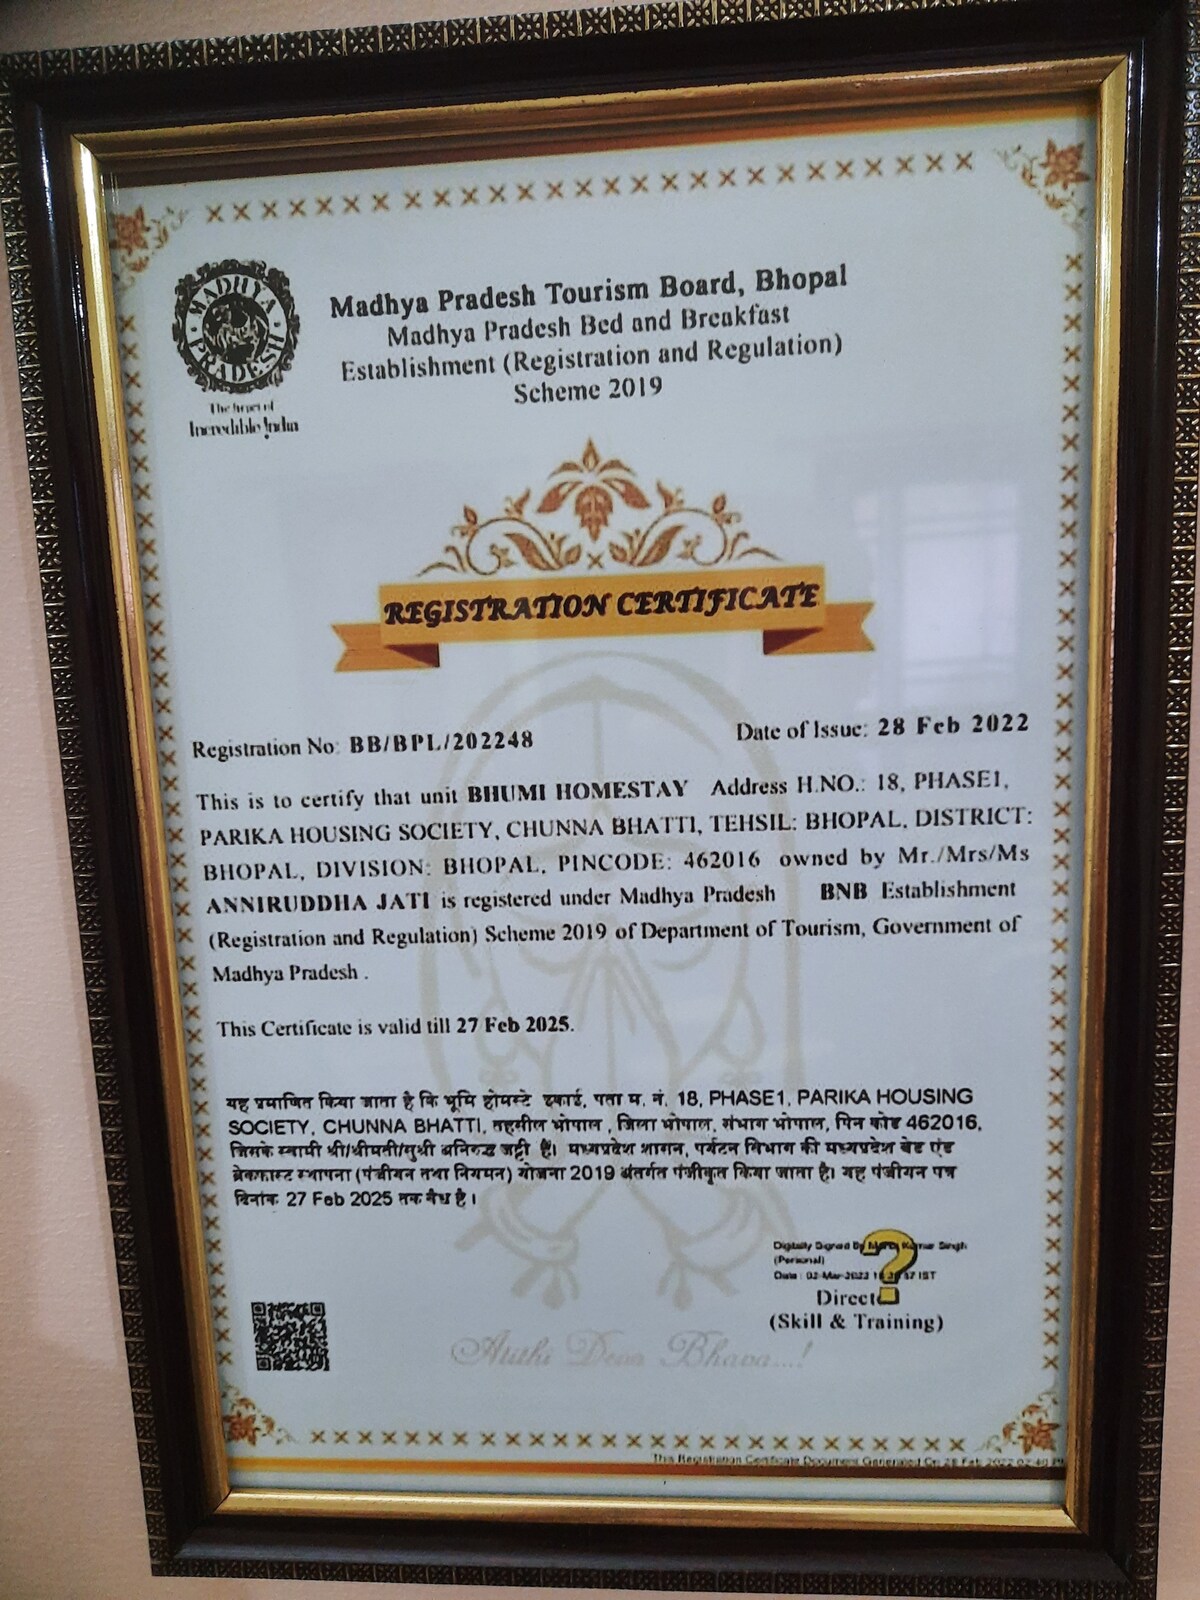 MADHYA PRADESH
The heart of
Incredible India
Madhya Pradesh Tourism Board, Bhopal
Madhya Pradesh Bed and Breakfast
Establishment (Registration and Regulation)
Scheme 2019
REGISTRATION CERTIFICATE
Registration No: BB/BPL/202248
Date of Issue: 28 Feb 2022
This is to certify that unit BHUMI HOMESTAY Address H.NO.: 18, PHASE1,
PARIKA HOUSING SOCIETY, CHUNNA BHATTI, TEHSIL: BHOPAL, DISTRICT:
BHOPAL, DIVISION: BHOPAL, PINCODE: 462016 owned by Mr./Mrs/Ms
ANNIRUDDHA JATI is registered under Madhya Pradesh BNB Establishment
(Registration and Regulation) Scheme 2019 of Department of Tourism, Government of
Madhya Pradesh .
This Certificate is valid till 27 Feb 2025.
यह प्रमाणित किया जाता है कि भूमि होमस्टे इकाई, पता म. नं. 18, PHASE1, PARIKA HOUSING
SOCIETY, CHUNNA BHATTI, तहसील भोपाल , जिला भोपाल, संभाग भोपाल, पिन कोड 462016,
जिसके स्वामी श्री/श्रीमती/सुश्री अनिरुद्ध जट्टी हैं। मध्यप्रदेश शासन, पर्यटन विभाग की मध्यप्रदेश बेड एंड
ब्रेकफास्ट स्थापना (पंजीयन तथा नियमन) योजना 2019 अंतर्गत पंजीकृत किया जाता है। यह पंजीयन पत्र
दिनांक 27 Feb 2025 तक वैध है ।
Digitally Signed By Kumar Singh
(Personal)
Date : IST
Direct
(Skill & Training)
Atithi Devo Bhava...!
This Registration Certificate Document Generated On 28 Feb 2022